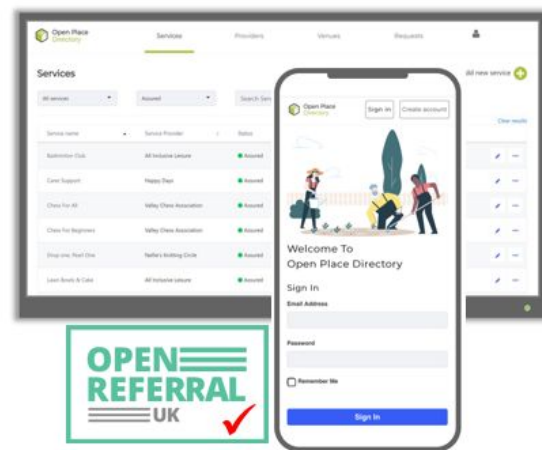 Open Place
Directory
Services
Providers
Venues
Requests
Services
dd new service
All services
Assured
Search Serv
Clear results
Service name
Service Provider
Status
Badminton Club
All Inclusive Leisure
Assured
Carer Support
Happy Days
Assured
Chess For All
Valley Chess Association
Assured
Chess For Beginners
Valley Chess Association
Assured
Drop one, Pearl One
Nellie's Knitting Circle
Assured
Lawn Bowls & Cake
All Inclusive Leisure
Assured
Open Place
Directory
Sign in
Create account
Welcome To
Open Place Directory
Sign In
Email Address
Password
Remember Me
Sign In
OPEN
REFERRAL
UK